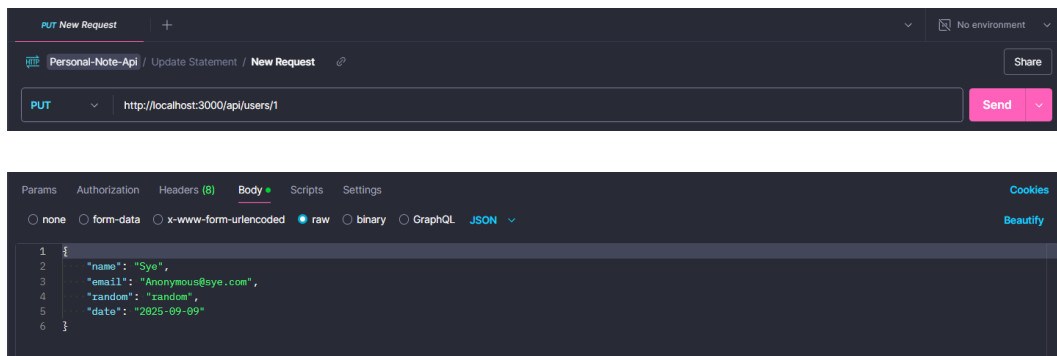 PUT New Request +
No environment
HTTP Personal-Note-Api / Update Statement / New Request
Share
PUT http://localhost:3000/api/users/1 Send
Params Authorization Headers (8) Body Scripts Settings Cookies
none form-data x-www-form-urlencoded raw binary GraphQL JSON Beautify
1 {
2 "name": "Sye",
3 "email": "Anonymous@sye.com",
4 "random": "random",
5 "date": "2025-09-09"
6 }